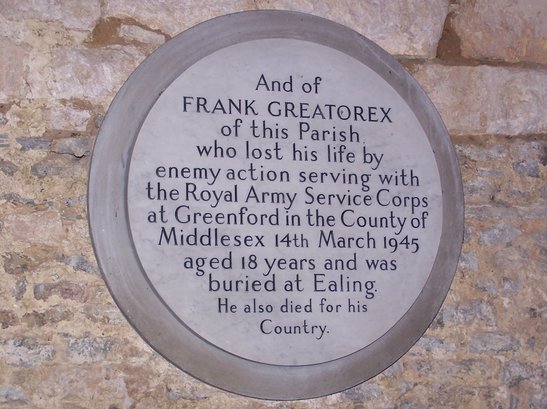 And of
FRANK GREATOREX
of this Parish
who lost his life by
enemy action serving with
the Royal Army Service Corps
at Greenford in the County of
Middlesex 14th March 1945
aged 18 years and was
buried at Ealing.
He also died for his
Country.